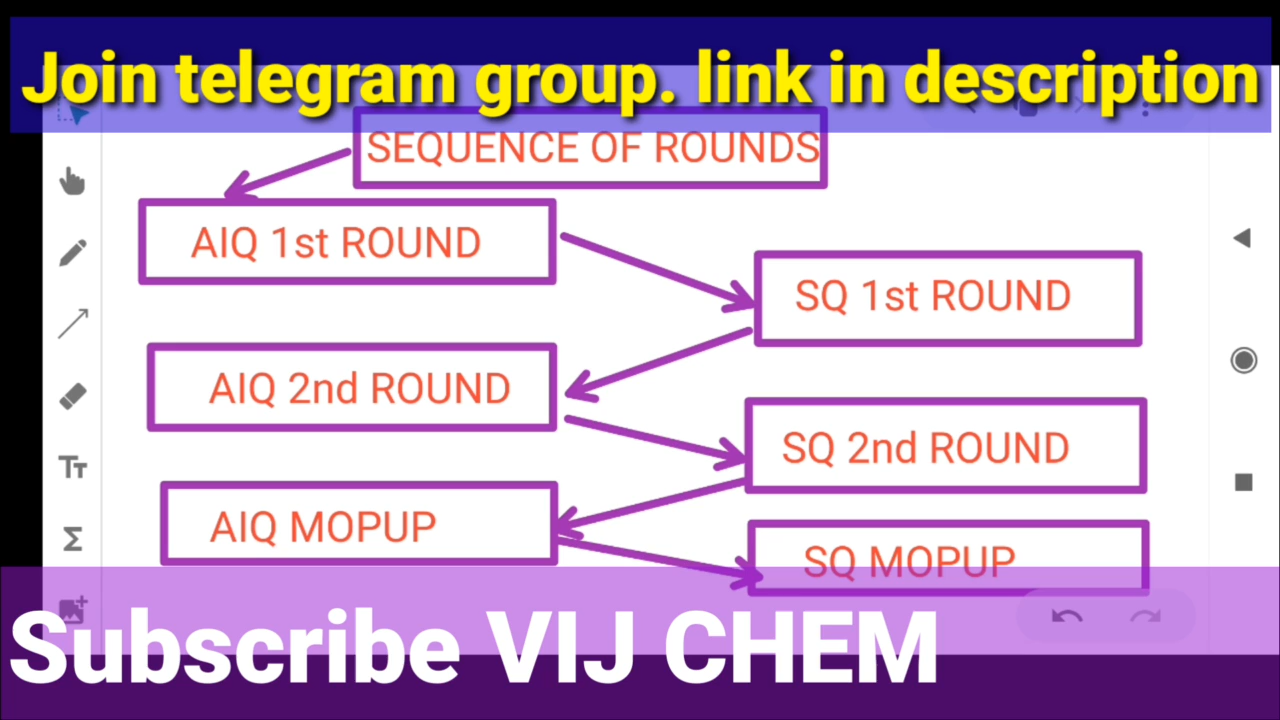 Join telegram group. link in description
SEQUENCE OF ROUNDS
AIQ 1st ROUND
SQ 1st ROUND
AIQ 2nd ROUND
SQ 2nd ROUND
AIQ MOPUP
SQ MOPUP
Subscribe VIJ CHEM